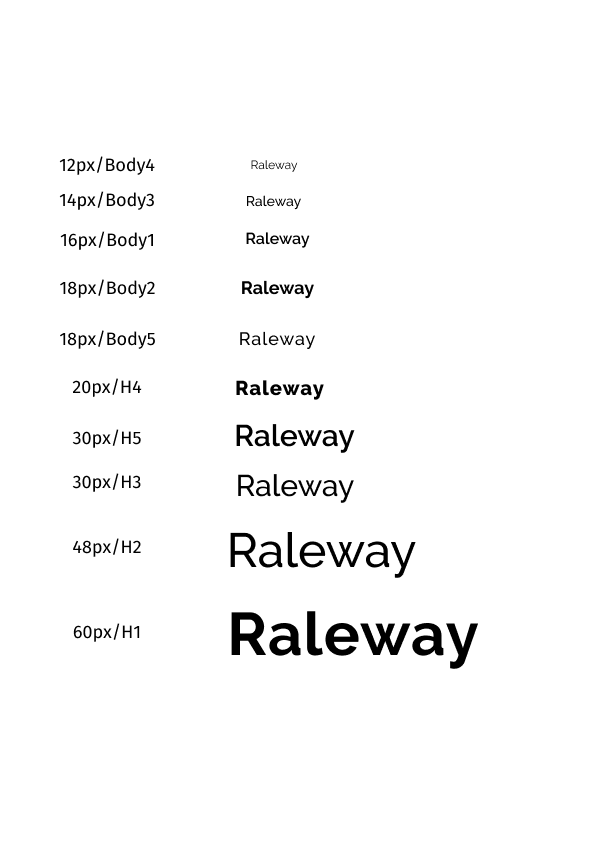 12px/Body4 Raleway
14px/Body3 Raleway
16px/Body1 Raleway
18px/Body2 Raleway
18px/Body5 Raleway
20px/H4 Raleway
30px/H5 Raleway
30px/H3 Raleway
48px/H2 Raleway
60px/H1 Raleway